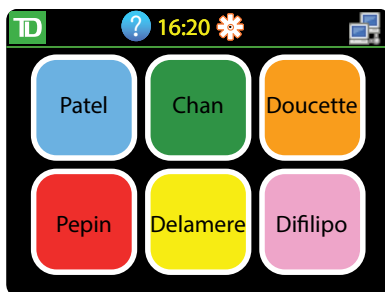 TD ? 16:20
Patel Chan Doucette
Pepin Delamere Difilipo